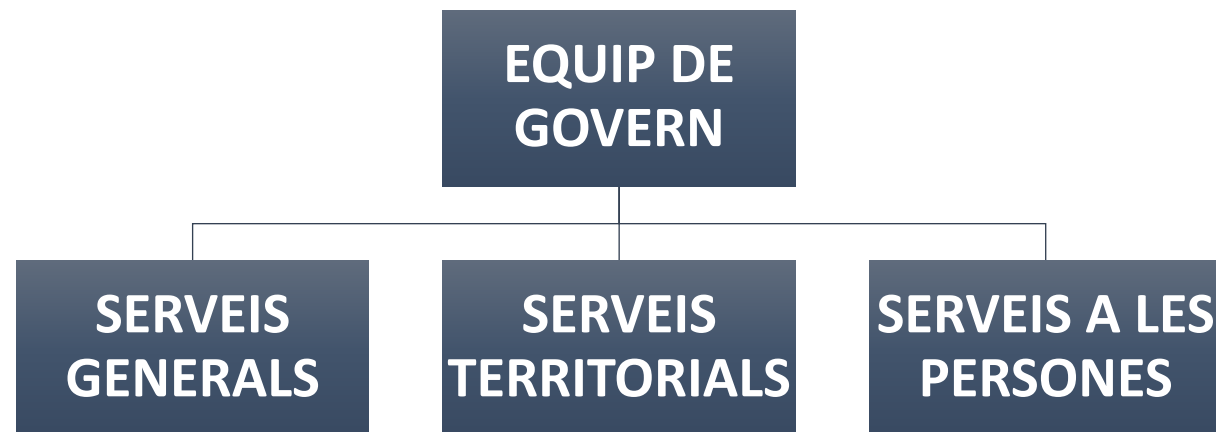 EQUIP DE
GOVERN
SERVEIS
GENERALS
SERVEIS
TERRITORIALS
SERVEIS A LES
PERSONES